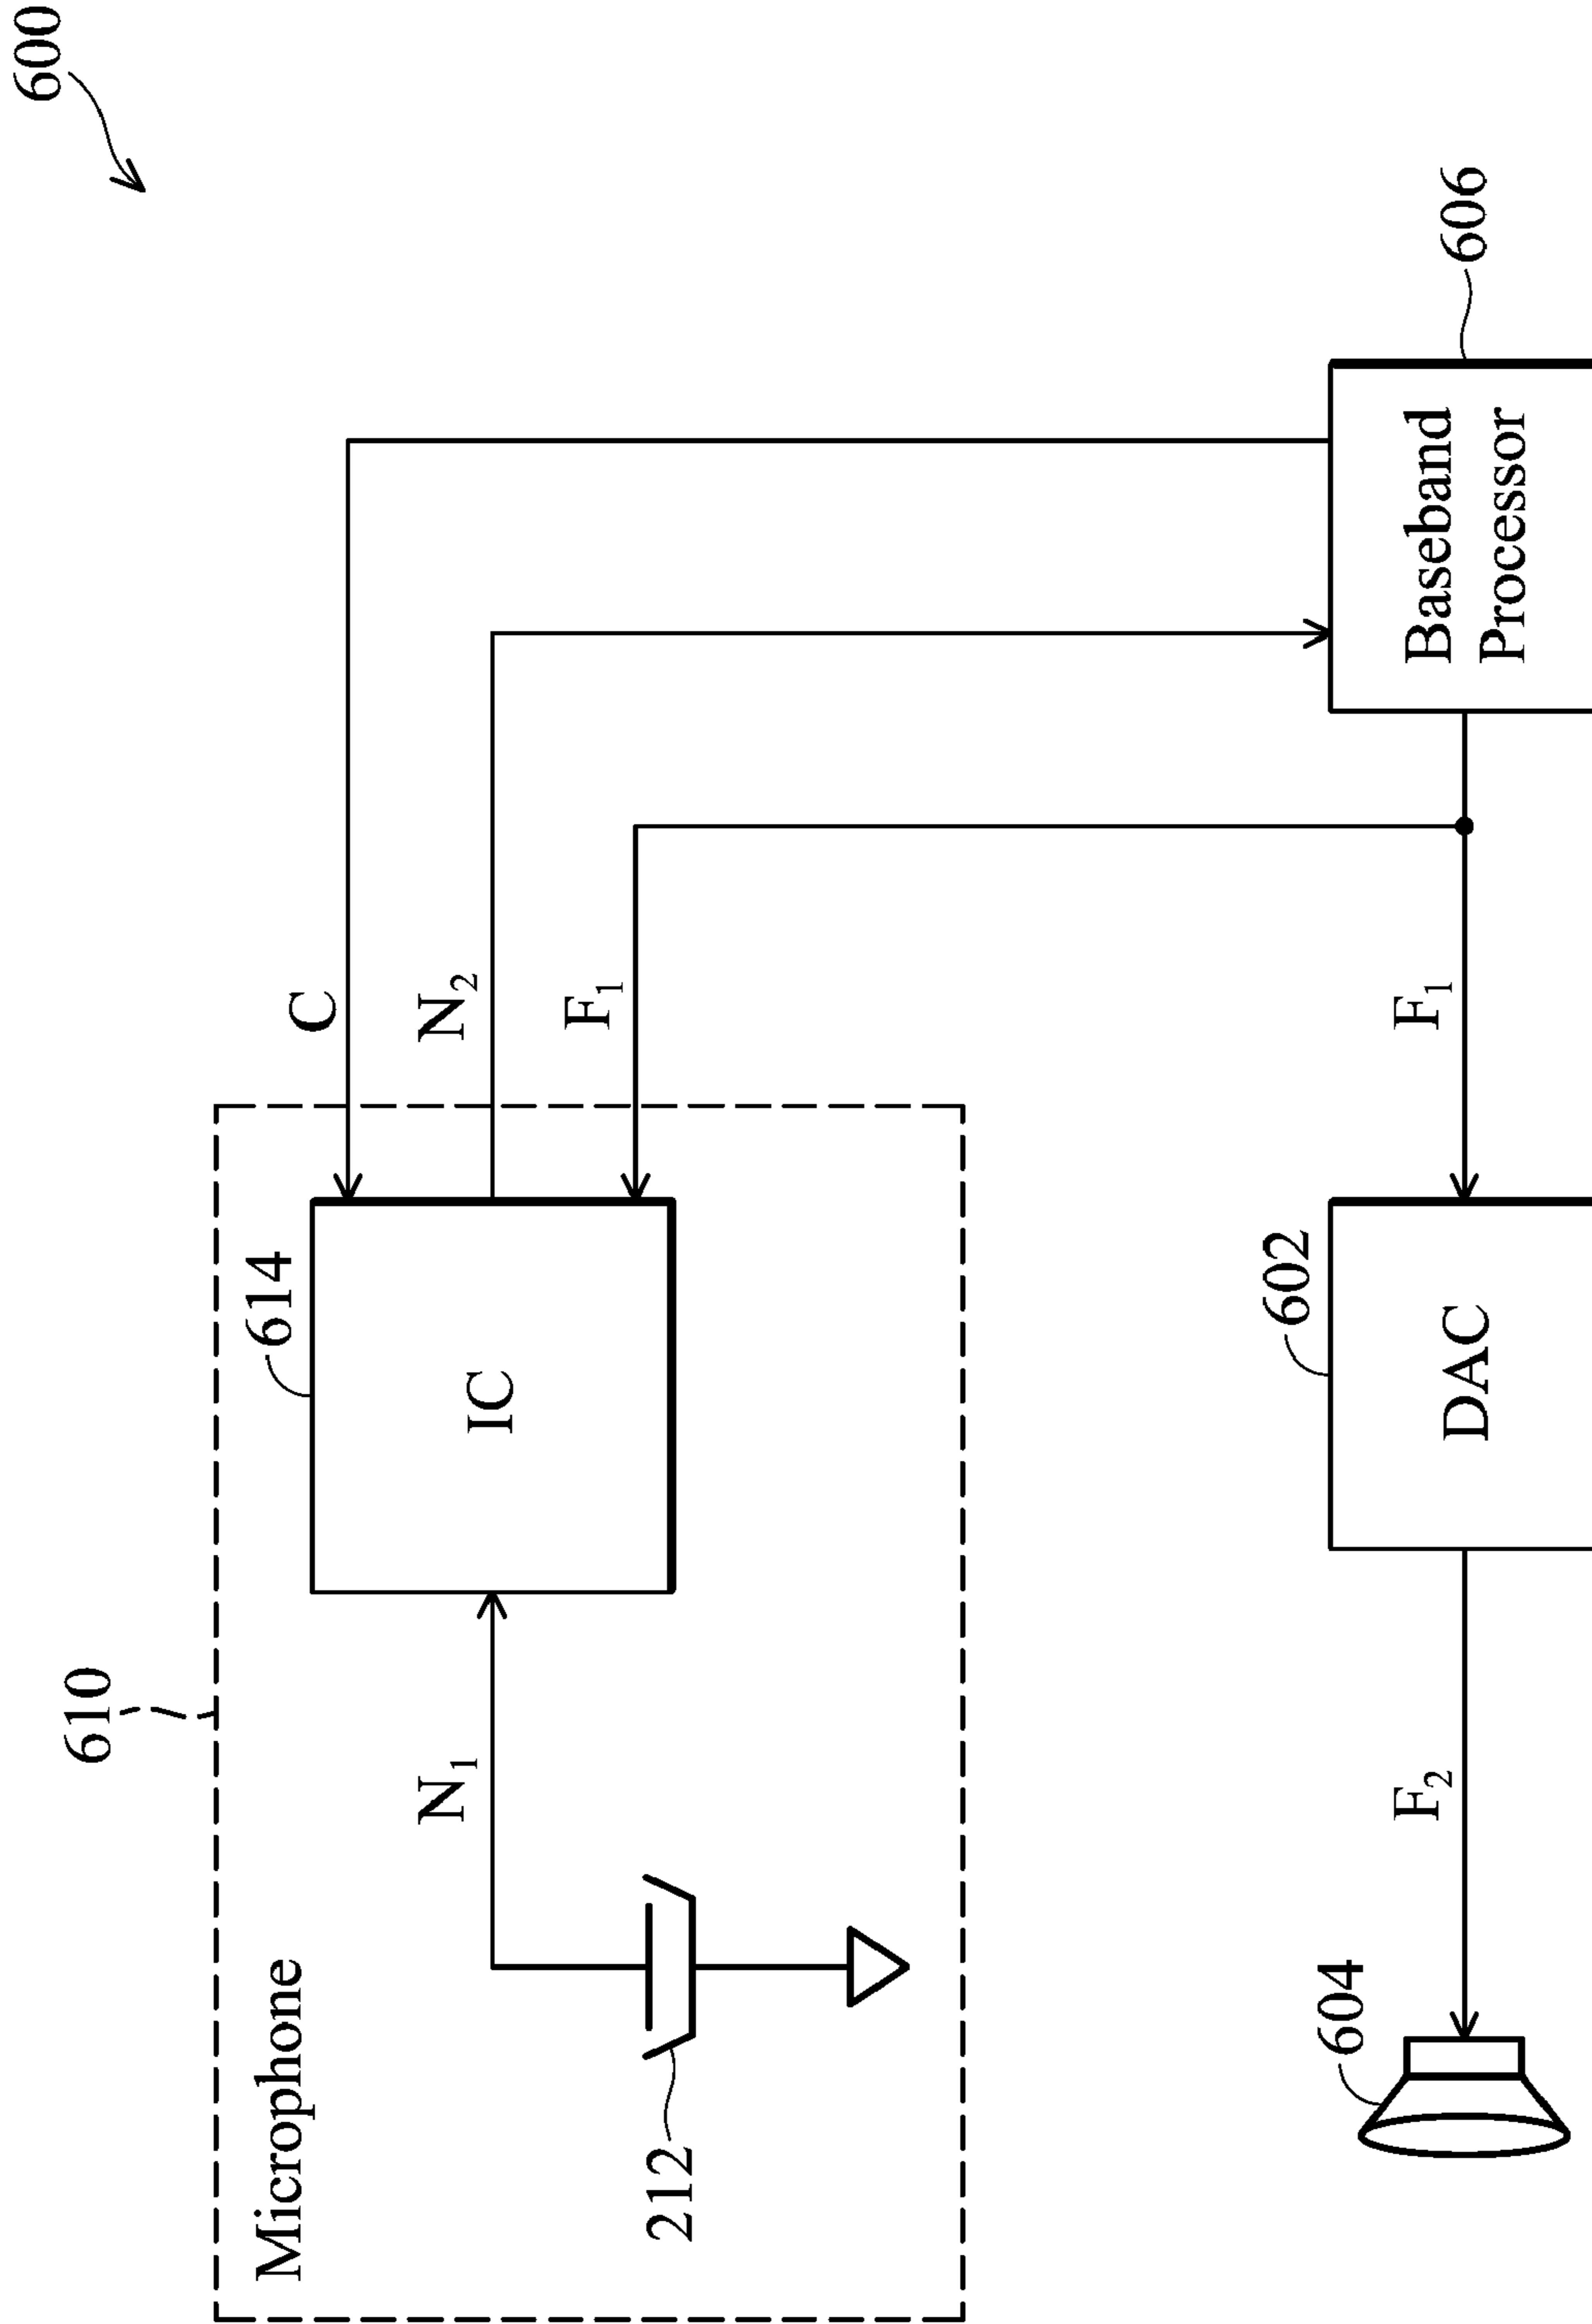 600
610
Microphone
614
IC
C
N₁
N₂
F₁
212
606
Baseband
Processor
602
DAC
604
F₂
F₁